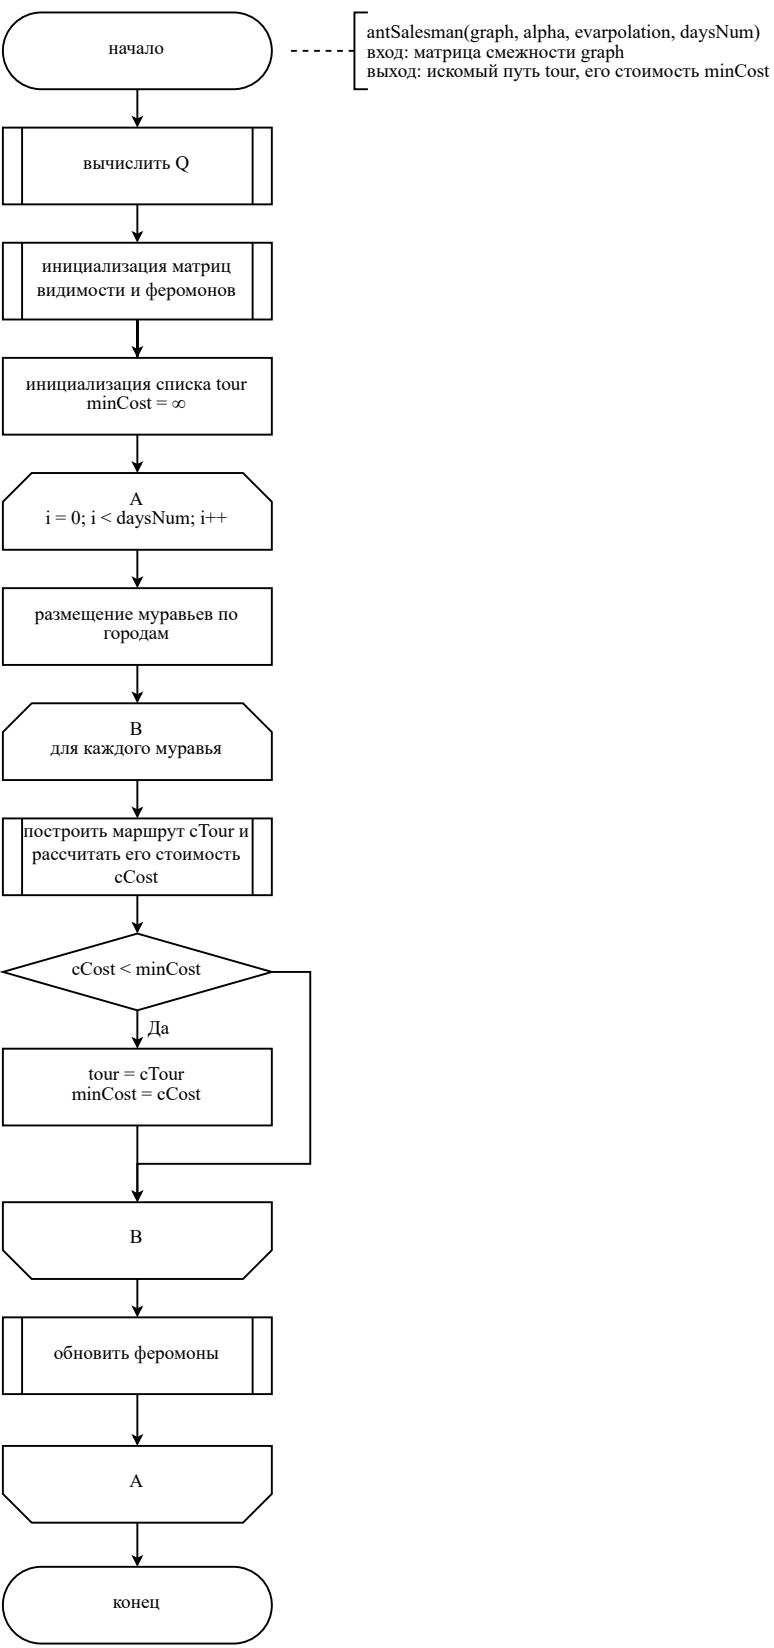 начало
antSalesman(graph, alpha, evarpolation, daysNum)
вход: матрица смежности graph
выход: искомый путь tour, его стоимость minCost
вычислить Q
инициализация матриц
видимости и феромонов
инициализация списка tour
minCost = ∞
A
i = 0; i < daysNum; i++
размещение муравьев по
городам
B
для каждого муравья
построить маршрут cTour и
рассчитать его стоимость
cCost
cCost < minCost
Да
tour = cTour
minCost = cCost
B
обновить феромоны
A
конец